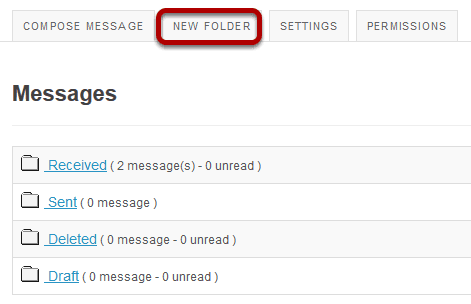 COMPOSE MESSAGE NEW FOLDER SETTINGS PERMISSIONS
Messages
Received ( 2 message(s) - 0 unread )
Sent ( 0 message )
Deleted ( 0 message - 0 unread )
Draft ( 0 message - 0 unread )